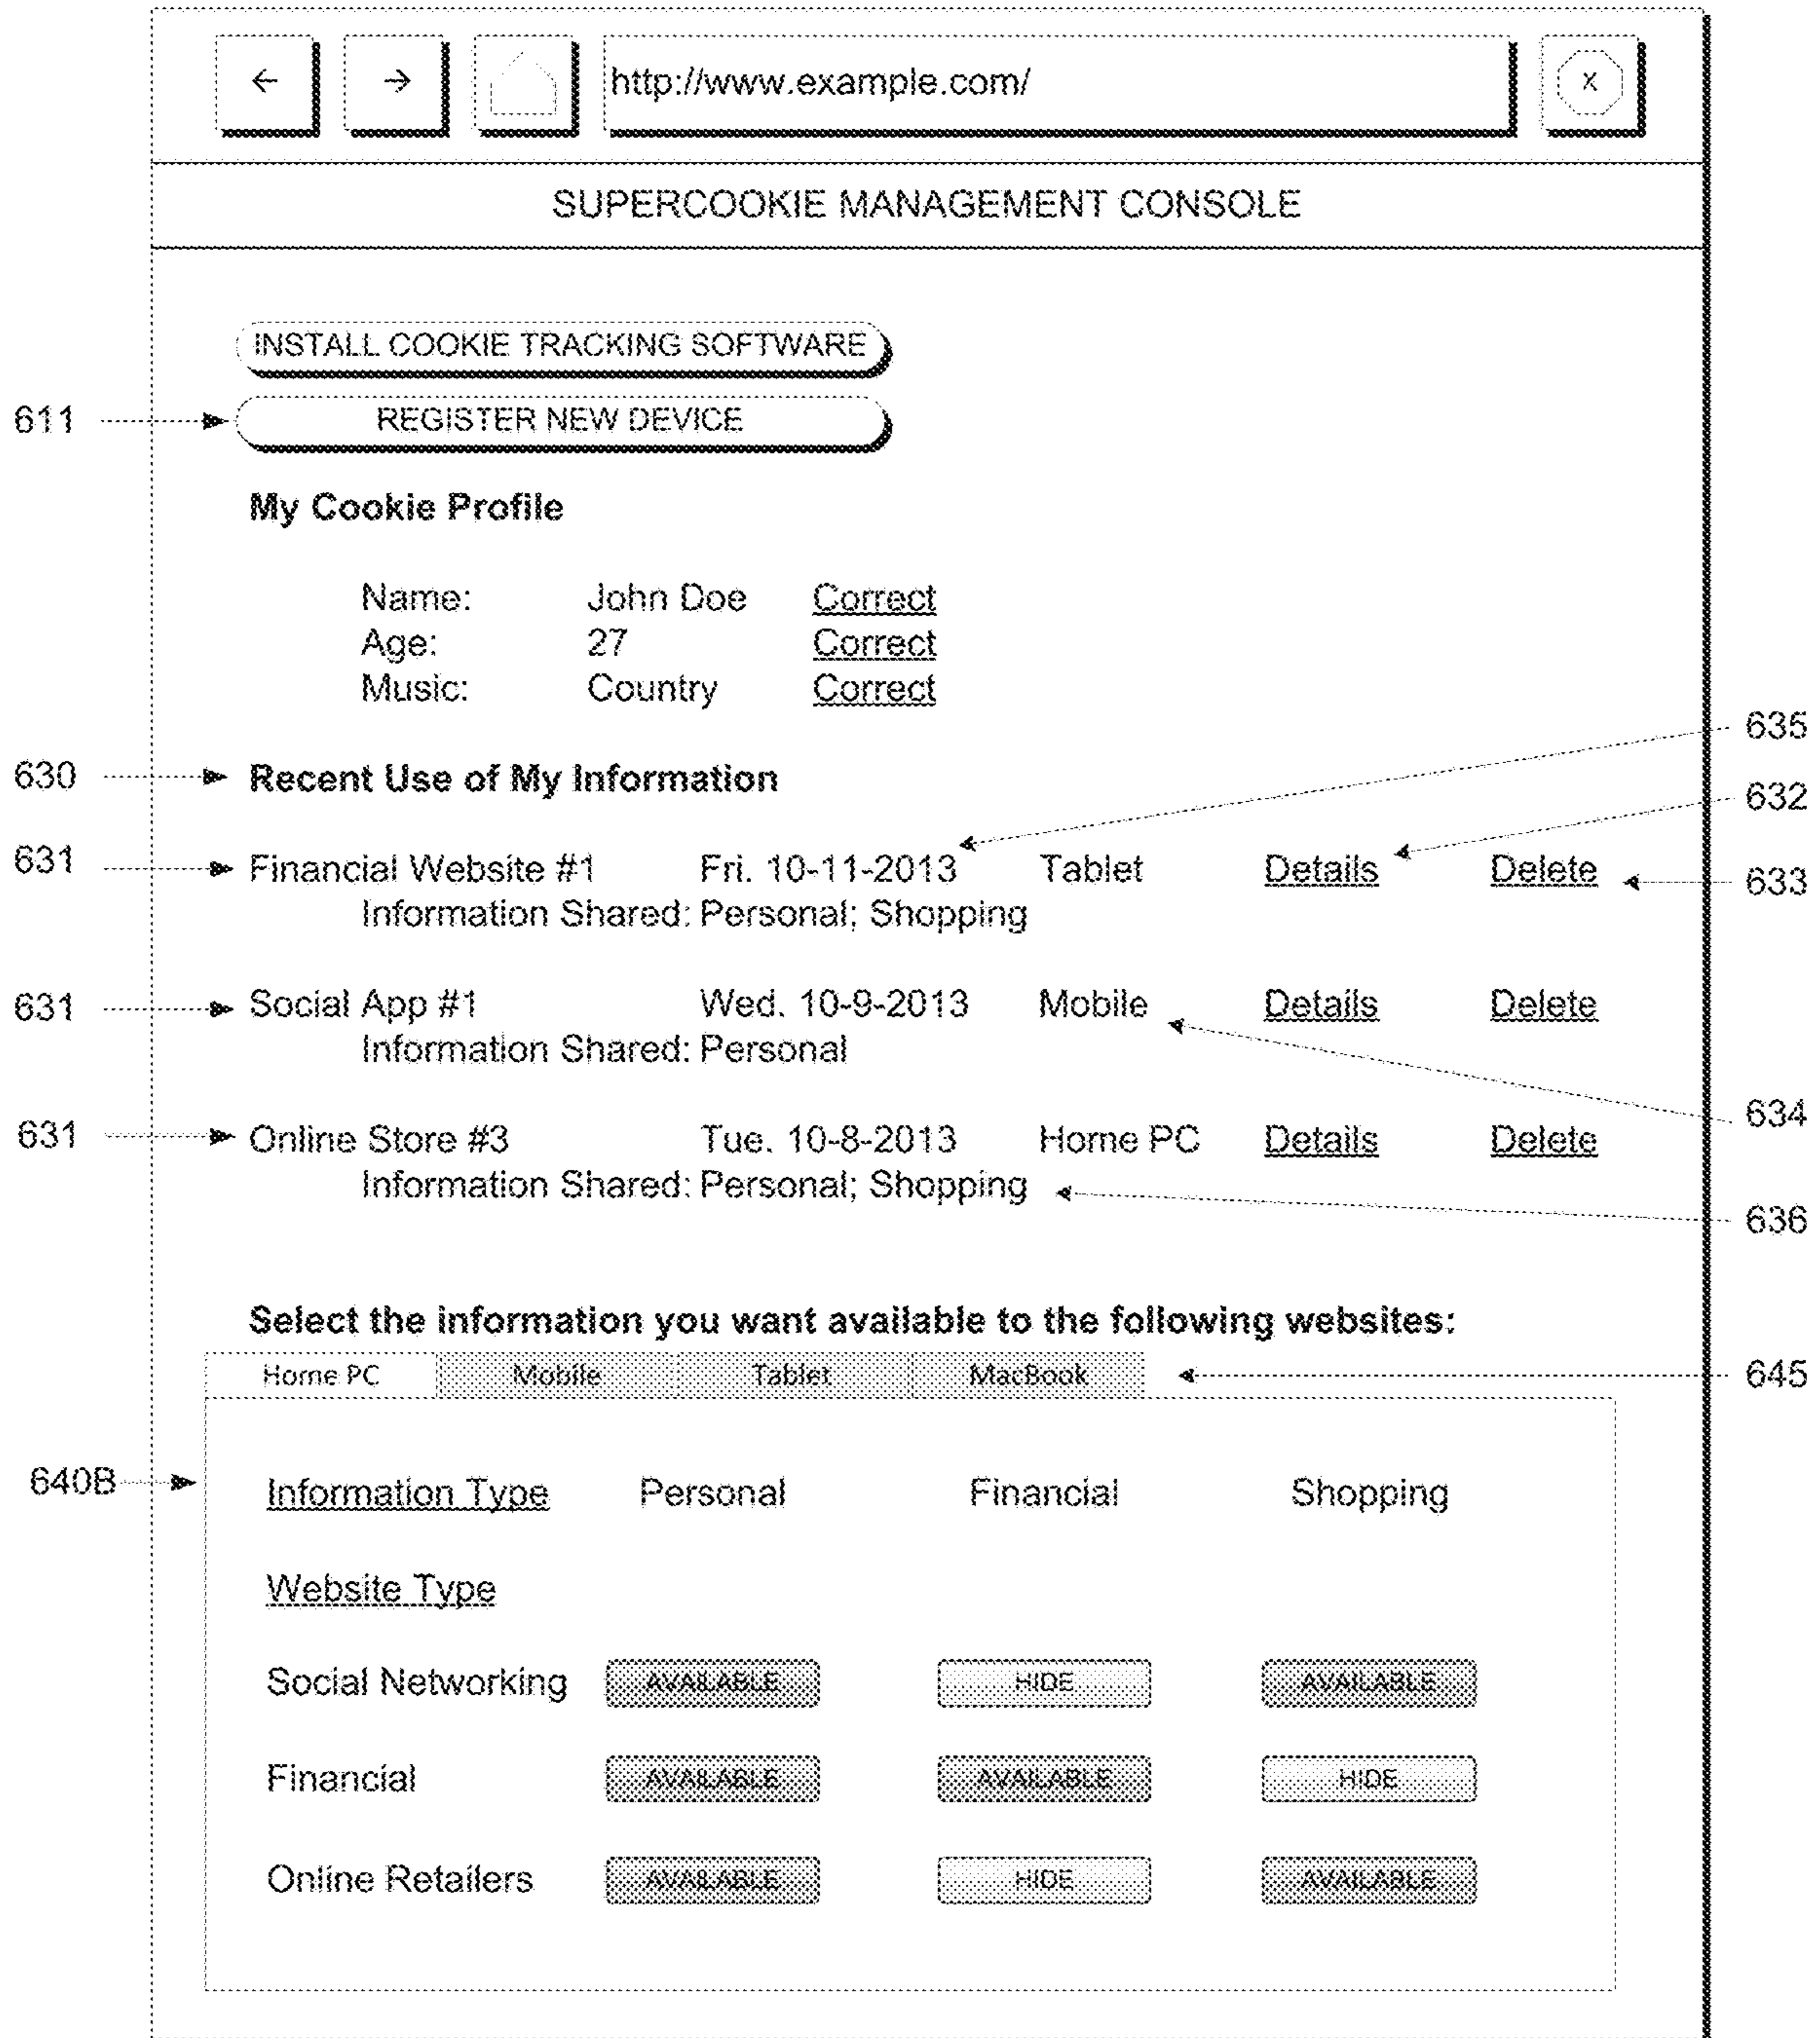 ← → http://www.example.com/ X
SUPERCOOKIE MANAGEMENT CONSOLE
INSTALL COOKIE TRACKING SOFTWARE
611 REGISTER NEW DEVICE
My Cookie Profile
Name: John Doe Correct
Age: 27 Correct
Music: Country Correct
635
630 Recent Use of My Information
632
631 Financial Website #1 Fri. 10-11-2013 Tablet Details Delete 633
Information Shared: Personal; Shopping
631 Social App #1 Wed. 10-9-2013 Mobile Details Delete
Information Shared: Personal
634
631 Online Store #3 Tue. 10-8-2013 Home PC Details Delete
Information Shared: Personal; Shopping
636
Select the information you want available to the following websites:
Home PC Mobile Tablet MacBook 645
640B Information Type Personal Financial Shopping
Website Type
Social Networking AVAILABLE HIDE AVAILABLE
Financial AVAILABLE AVAILABLE HIDE
Online Retailers AVAILABLE HIDE AVAILABLE